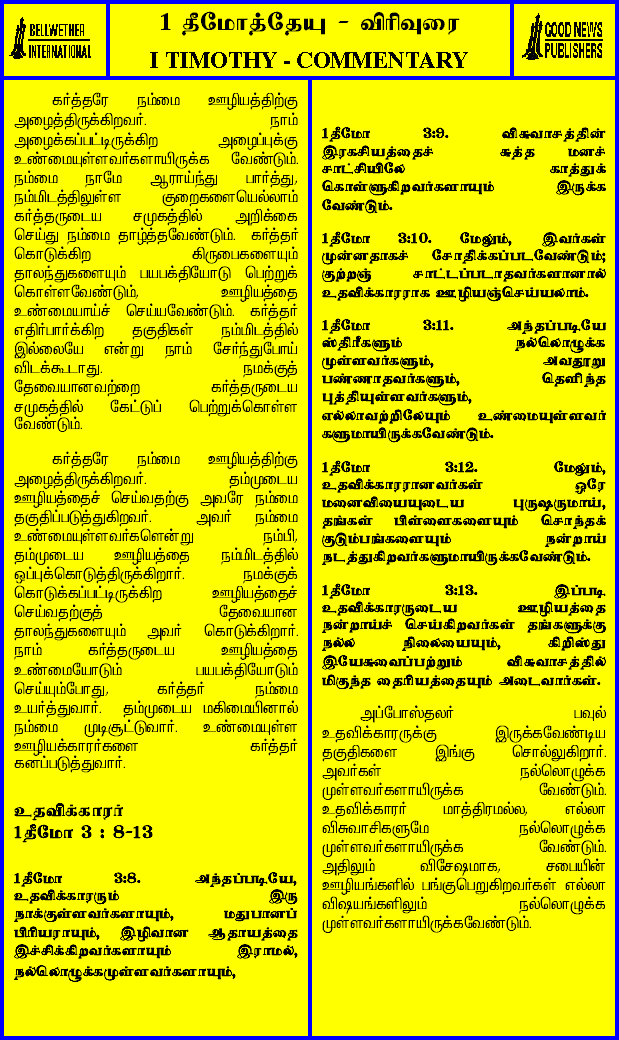 BELLWETHER
INTERNATIONAL
1 தீமோத்தேயு - விரிவுரை
I TIMOTHY - COMMENTARY
GOOD NEWS
PUBLISHERS
கர்த்தரே நம்மை ஊழியத்திற்கு
அழைத்திருக்கிறவர். நாம்
அழைக்கப்பட்டிருக்கிற அழைப்புக்கு
உண்மையுள்ளவர்களாயிருக்க வேண்டும்.
நம்மை நாமே ஆராய்ந்து பார்த்து,
நம்மிடத்திலுள்ள குறைகளையெல்லாம்
கர்த்தருடைய சமுகத்தில் அறிக்கை
செய்து நம்மை தாழ்த்தவேண்டும். கர்த்தர்
கொடுக்கிற கிருபைகளையும்
தாலந்துகளையும் பயபக்தியோடு பெற்றுக்
கொள்ளவேண்டும், ஊழியத்தை
உண்மையாய்ச் செய்யவேண்டும். கர்த்தர்
எதிர்பார்க்கிற தகுதிகள் நம்மிடத்தில்
இல்லையே என்று நாம் சேர்ந்துபோய்
விடக்கூடாது. நமக்குத்
தேவையானவற்றை கர்த்தருடைய
சமுகத்தில் கேட்டுப் பெற்றுக்கொள்ள
வேண்டும்.
கர்த்தரே நம்மை ஊழியத்திற்கு
அழைத்திருக்கிறவர். தம்முடைய
ஊழியத்தைச் செய்வதற்கு அவரே நம்மை
தகுதிப்படுத்துகிறவர். அவர் நம்மை
உண்மையுள்ளவர்களென்று நம்பி,
தம்முடைய ஊழியத்தை நம்மிடத்தில்
ஒப்புக்கொடுத்திருக்கிறார். நமக்குக்
கொடுக்கப்பட்டிருக்கிற ஊழியத்தைச்
செய்வதற்குத் தேவையான
தாலந்துகளையும் அவர் கொடுக்கிறார்.
நாம் கர்த்தருடைய ஊழியத்தை
உண்மையோடும் பயபக்தியோடும்
செய்யும்போது, கர்த்தர் நம்மை
உயர்த்துவார். தம்முடைய மகிமையினால்
நம்மை முடிசூட்டுவார். உண்மையுள்ள
ஊழியக்காரர்களை கர்த்தர்
கனப்படுத்துவார்.
உதவிக்காரர்
1தீமோ 3 : 8-13
1தீமோ 3:8. அந்தப்படியே,
உதவிக்காரரும் இரு
நாக்குள்ளவர்களாயும், மதுபானப்
பிரியராயும், இழிவான ஆதாயத்தை
இச்சிக்கிறவர்களாயும் இராமல்,
நல்லொழுக்கமுள்ளவர்களாயும்,
1தீமோ 3:9. விசுவாசத்தின்
இரகசியத்தைச் சுத்த மனச்
சாட்சியிலே காத்துக்
கொள்ளுகிறவர்களாயும் இருக்க
வேண்டும்.
1தீமோ 3:10. மேலும், இவர்கள்
முன்னதாகச் சோதிக்கப்படவேண்டும்;
குற்றஞ் சாட்டப்படாதவர்களானால்
உதவிக்காரராக ஊழியஞ்செய்யலாம்.
1தீமோ 3:11. அந்தப்படியே
ஸ்திரீகளும் நல்லொழுக்க
முள்ளவர்களும், அவதூறு
பண்ணாதவர்களும், தெளிந்த
புத்தியுள்ளவர்களும்,
எல்லாவற்றிலேயும் உண்மையுள்ளவர்
களுமாயிருக்கவேண்டும்.
1தீமோ 3:12. மேலும்,
உதவிக்காரரானவர்கள் ஒரே
மனைவியையுடைய புருஷருமாய்,
தங்கள் பிள்ளைகளையும் சொந்தக்
குடும்பங்களையும் நன்றாய்
நடத்துகிறவர்களுமாயிருக்கவேண்டும்.
1தீமோ 3:13. இப்படி
உதவிக்காரருடைய ஊழியத்தை
நன்றாய்ச் செய்கிறவர்கள் தங்களுக்கு
நல்ல நிலையையும், கிறிஸ்து
இயேசுவைப்பற்றும் விசுவாசத்தில்
மிகுந்த தைரியத்தையும் அடைவார்கள்.
அப்போஸ்தலர் பவுல்
உதவிக்காரருக்கு இருக்கவேண்டிய
தகுதிகளை இங்கு சொல்லுகிறார்.
அவர்கள் நல்லொழுக்க
முள்ளவர்களாயிருக்க வேண்டும்.
உதவிக்காரர் மாத்திரமல்ல, எல்லா
விசுவாசிகளுமே நல்லொழுக்க
முள்ளவர்களாயிருக்க வேண்டும்.
அதிலும் விசேஷமாக, சபையின்
ஊழியங்களில் பங்குபெறுகிறவர்கள் எல்லா
விஷயங்களிலும் நல்லொழுக்க
முள்ளவர்களாயிருக்கவேண்டும்.